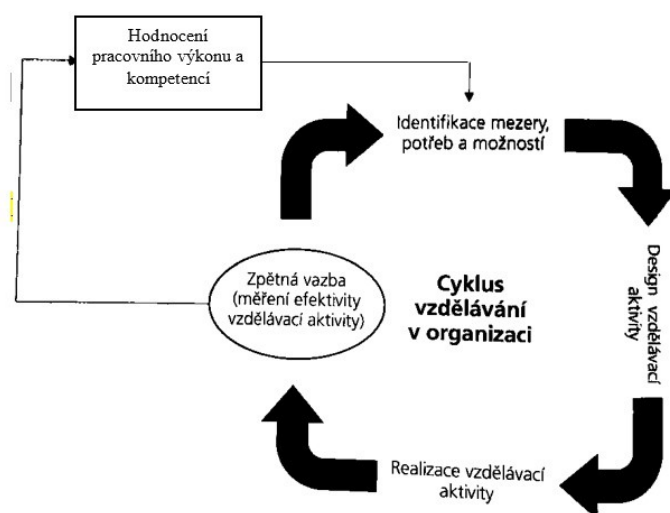 Hodnocení
pracovního výkonu a
kompetencí
Identifikace mezery,
potřeb a možností
Design vzdělávací
aktivity
Realizace vzdělávací
aktivity
Zpětná vazba
(měření efektivity
vzdělávací aktivity)
Cyklus
vzdělávání
v organizaci